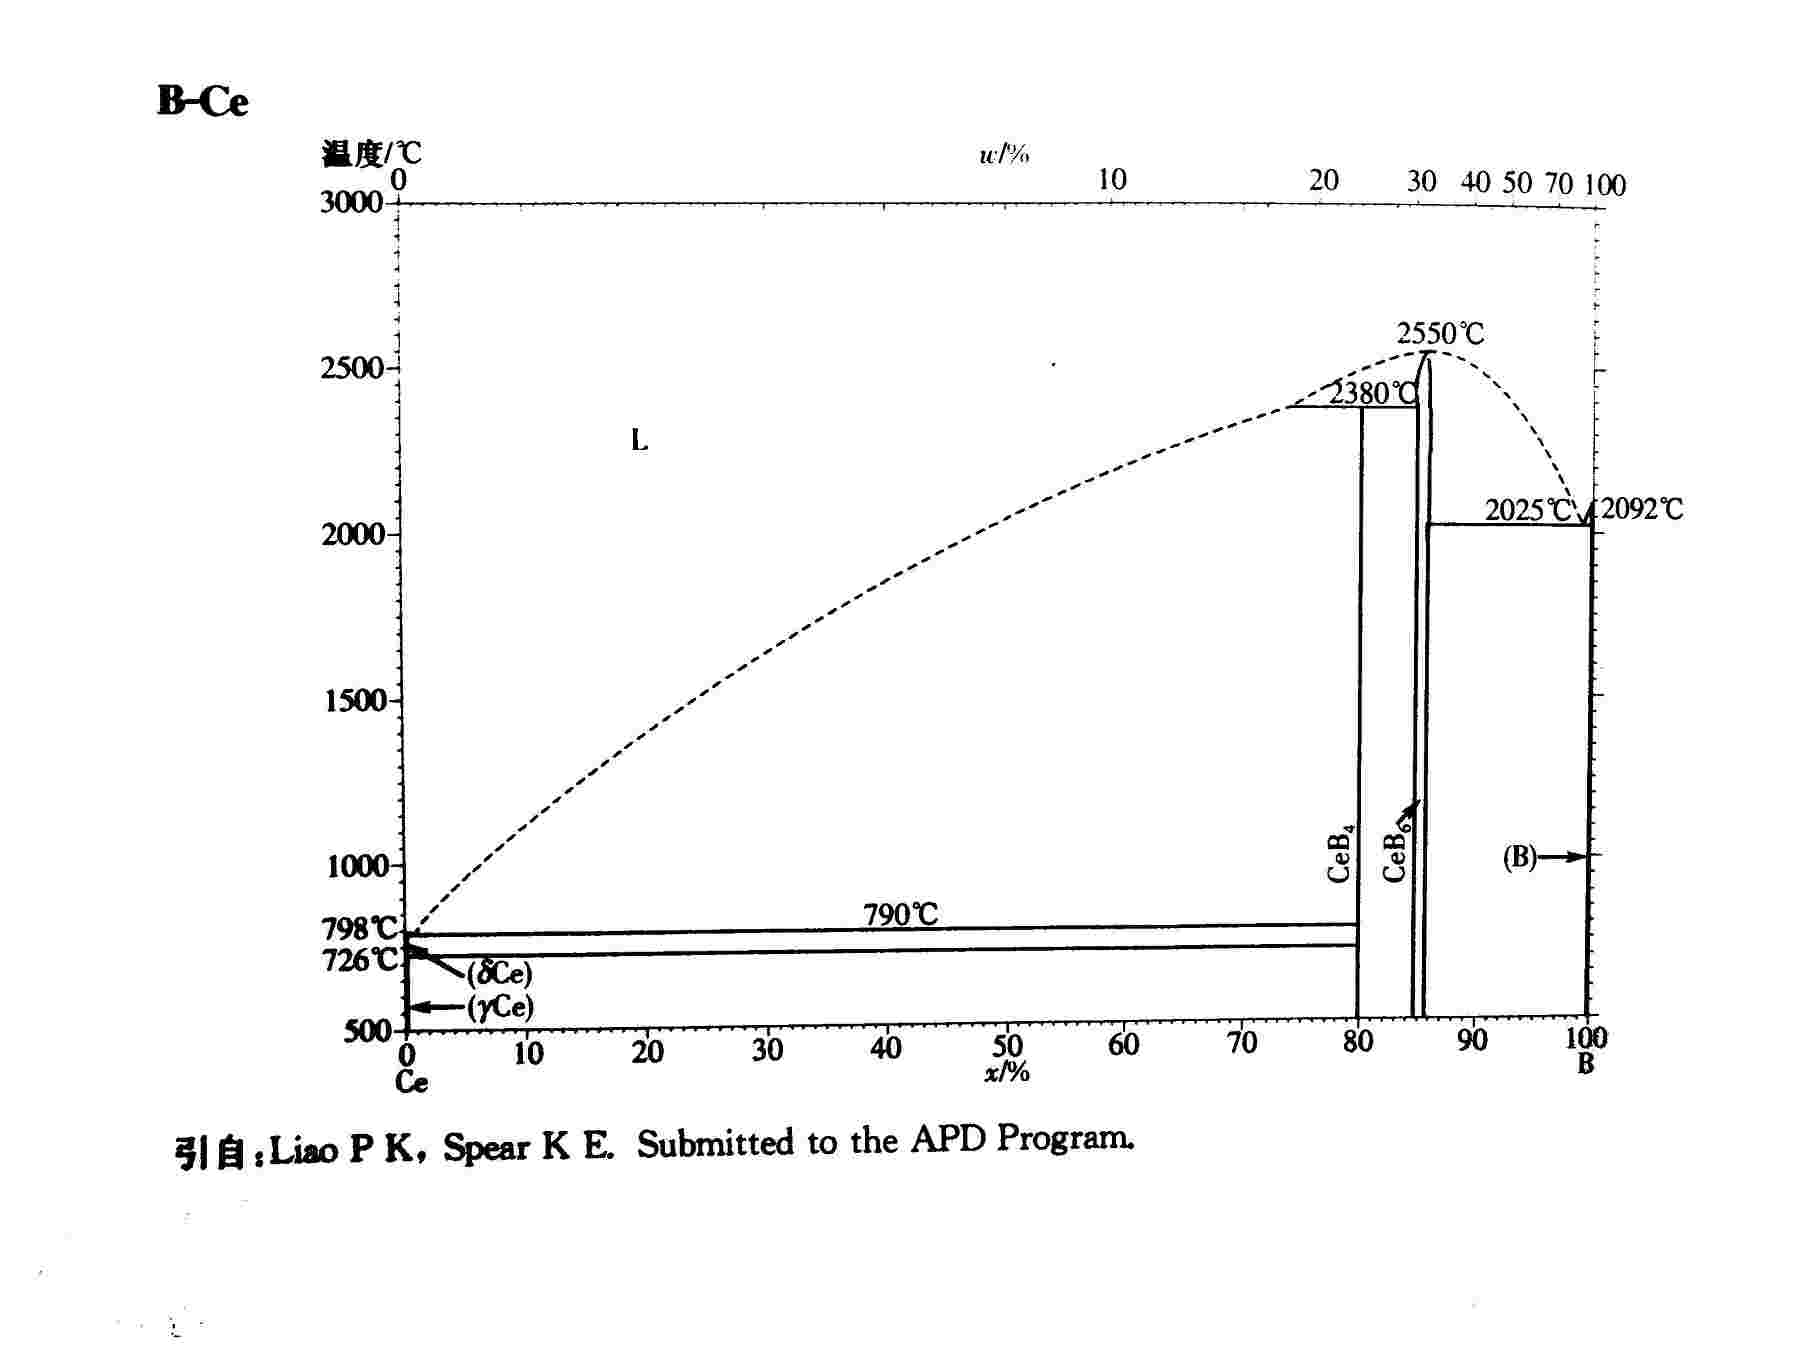 B-Ce
温度/℃
w/%
0 10 20 30 40 50 70 100
3000
2550℃
2500
2380℃
L
2000
2025℃ 2092℃
1500
CeB₄
CeB₆
(B)
1000
790℃
798℃
726℃
(δCe)
(γCe)
500
0 10 20 30 40 50 60 70 80 90 100
Ce x/% B
引自:Liao P K, Spear K E. Submitted to the APD Program.